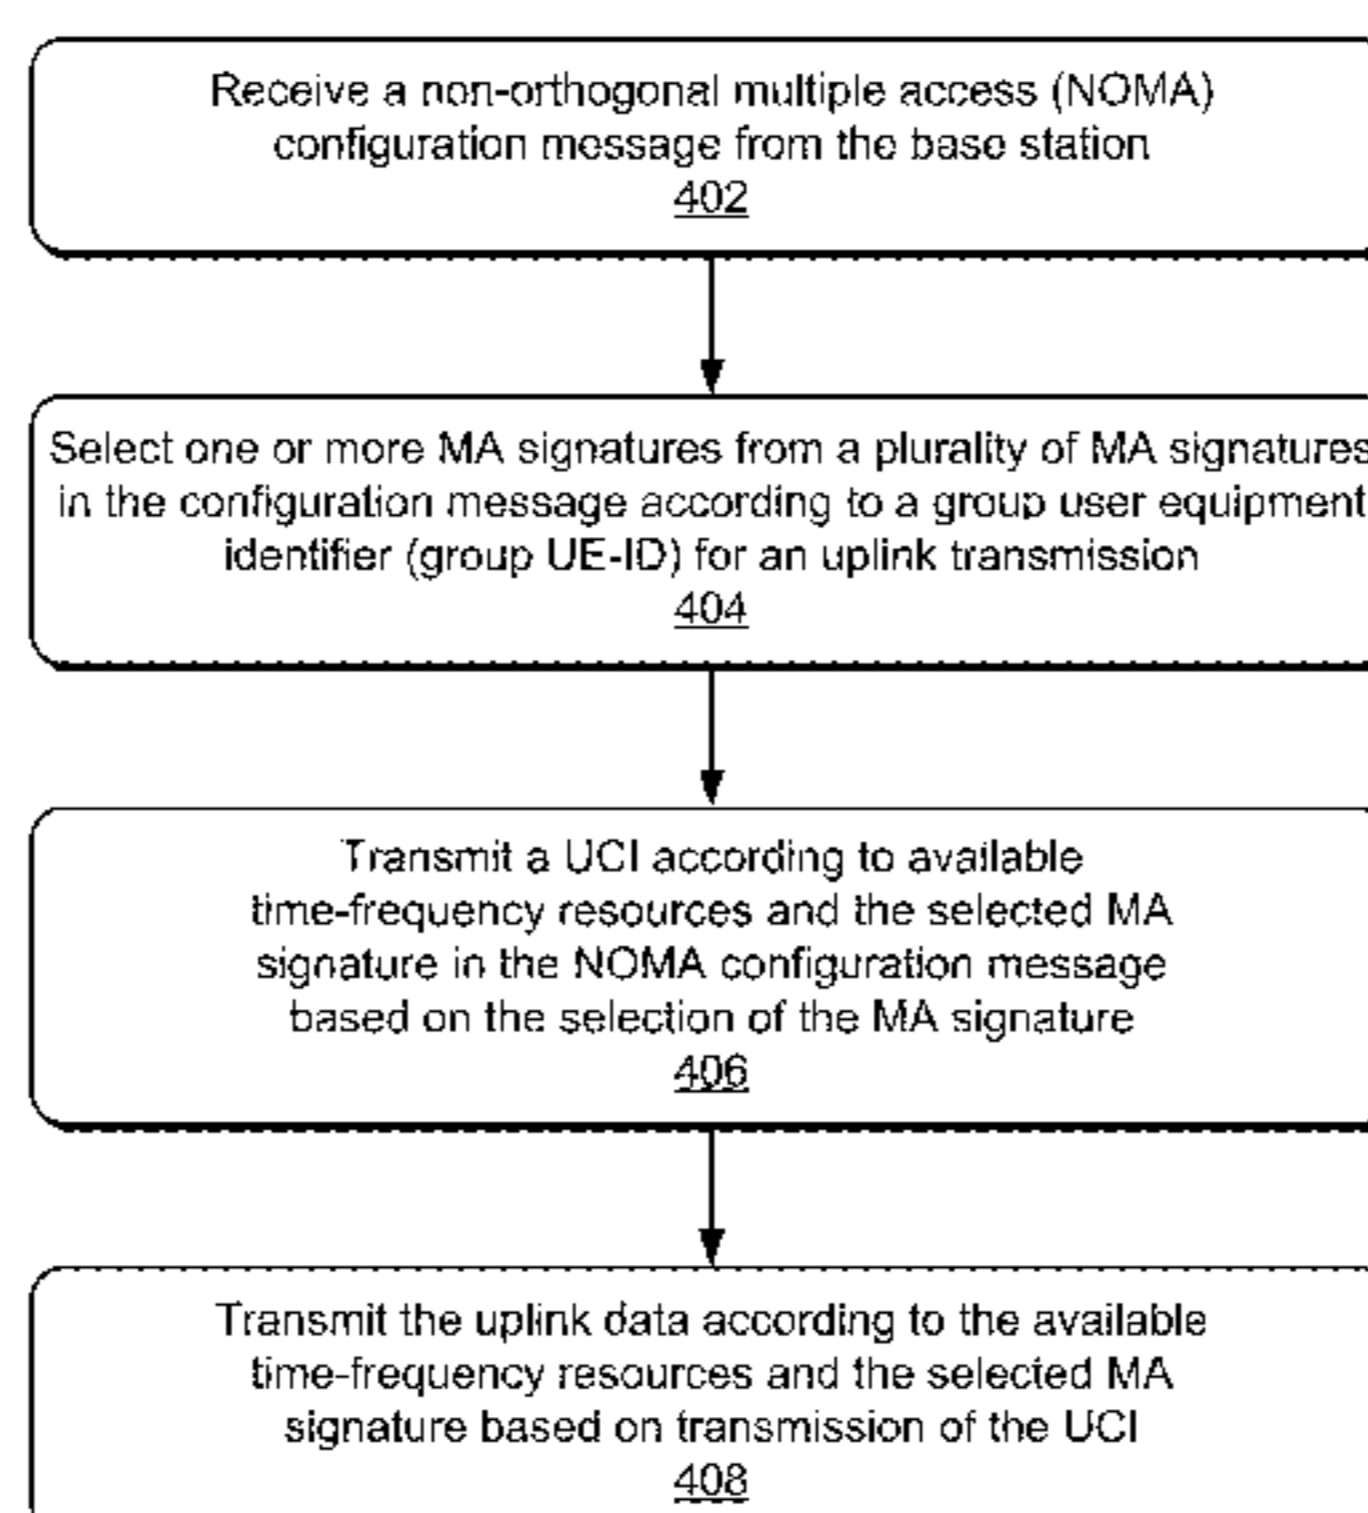 Receive a non-orthogonal multiple access (NOMA)
configuration message from the base station
402
Select one or more MA signatures from a plurality of MA signatures
in the configuration message according to a group user equipment
identifier (group UE-ID) for an uplink transmission
404
Transmit a UCI according to available
time-frequency resources and the selected MA
signature in the NOMA configuration message
based on the selection of the MA signature
406
Transmit the uplink data according to the available
time-frequency resources and the selected MA
signature based on transmission of the UCI
408